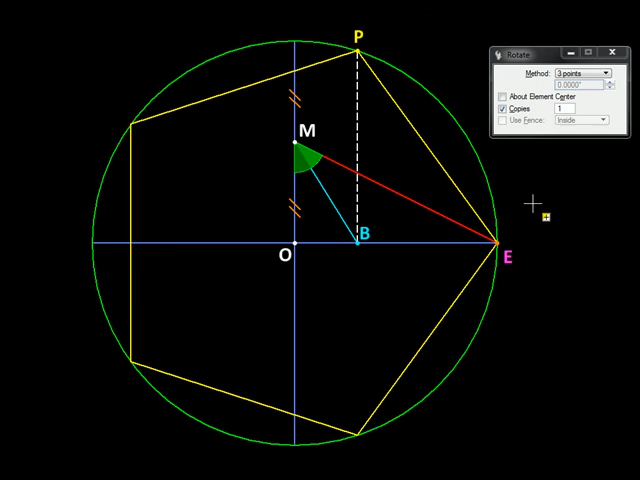 P
Rotate
Method: 3 points
0.0000°
About Element Center
Copies 1
Use Fence: Inside
M
B
O
E